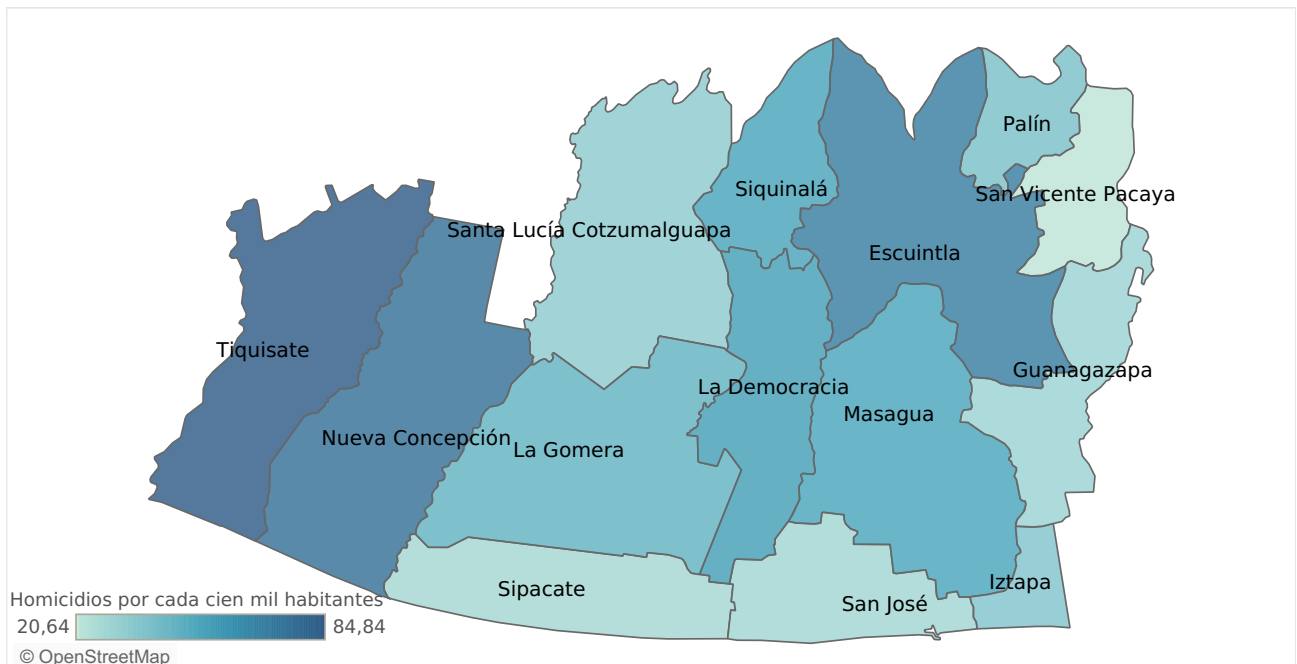 Palín
Siquinalá
San Vicente Pacaya
Santa Lucía Cotzumalguapa
Escuintla
Tiquisate
Guanagazapa
La Democracia
Masagua
Nueva Concepción
La Gomera
Iztapa
Sipacate
San José
Homicidios por cada cien mil habitantes
20,64 84,84
© OpenStreetMap